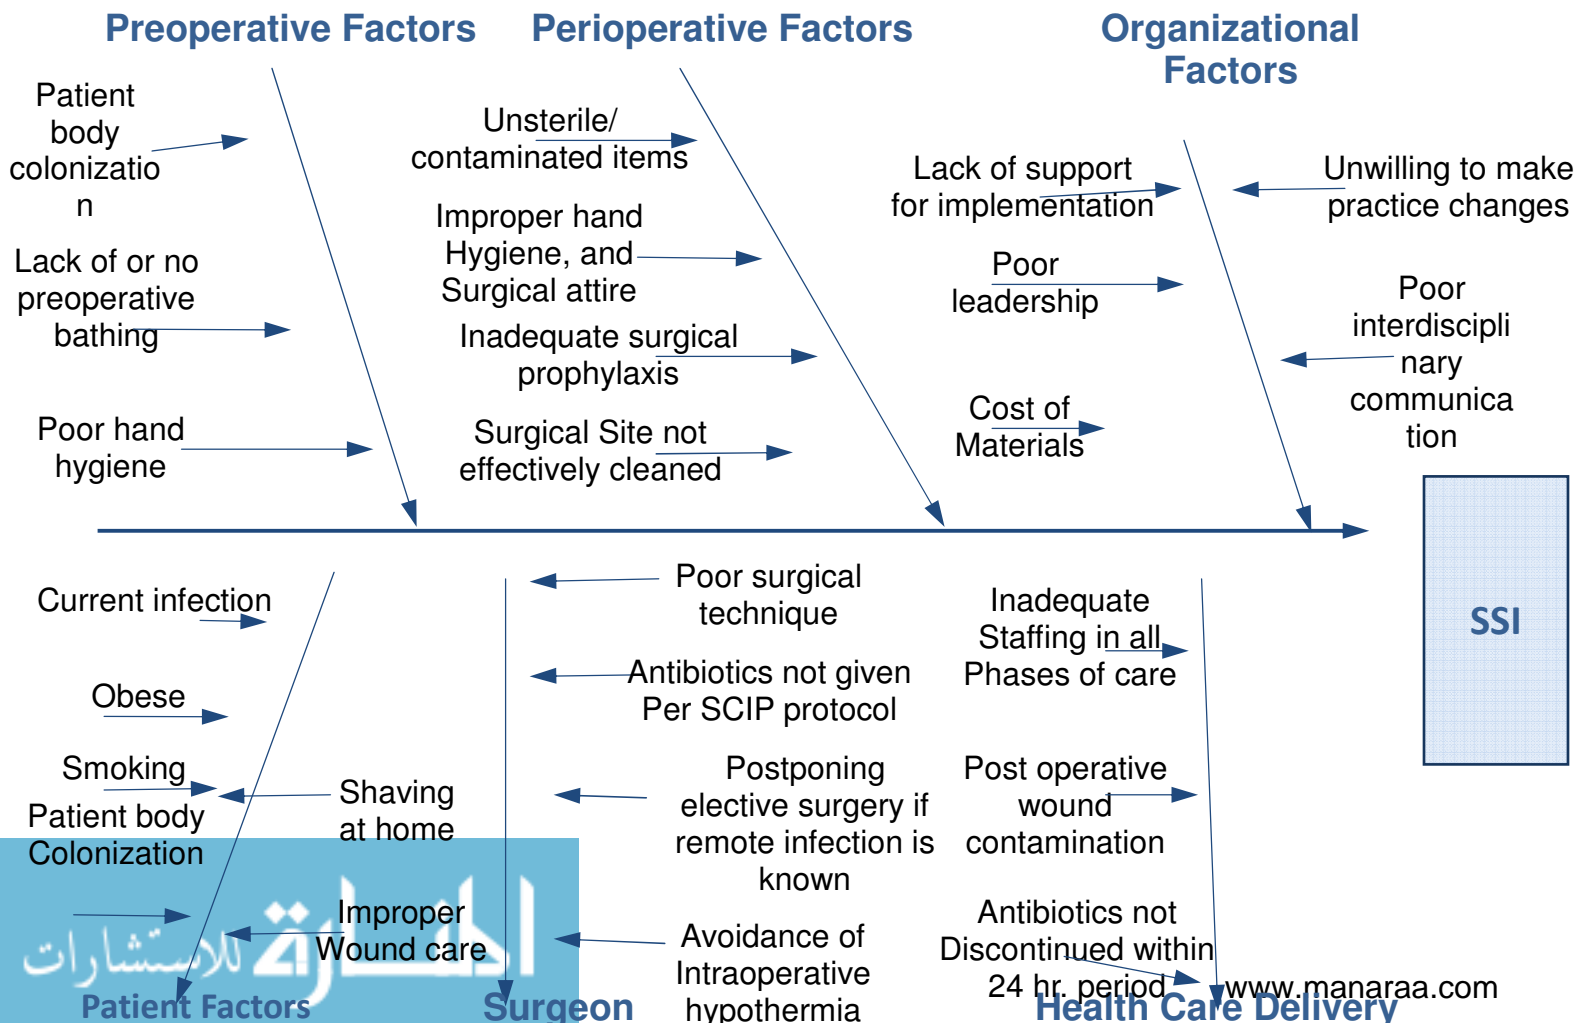 Preoperative Factors
Perioperative Factors
Organizational
Factors
Patient
body
colonizatio
n
Lack of or no
preoperative
bathing
Poor hand
hygiene
Unsterile/
contaminated items
Improper hand
Hygiene, and
Surgical attire
Inadequate surgical
prophylaxis
Surgical Site not
effectively cleaned
Lack of support
for implementation
Poor
leadership
Cost of
Materials
Unwilling to make
practice changes
Poor
interdiscipli
nary
communica
tion
SSI
Current infection
Obese
Smoking
Patient body
Colonization
Shaving
at home
Improper
Wound care
Poor surgical
technique
Antibiotics not given
Per SCIP protocol
Postponing
elective surgery if
remote infection is
known
Avoidance of
Intraoperative
hypothermia
Inadequate
Staffing in all
Phases of care
Post operative
wound
contamination
Antibiotics not
Discontinued within
24 hr. period
المنارة للاستشارات
www.manaraa.com
Patient Factors
Surgeon
Health Care Delivery